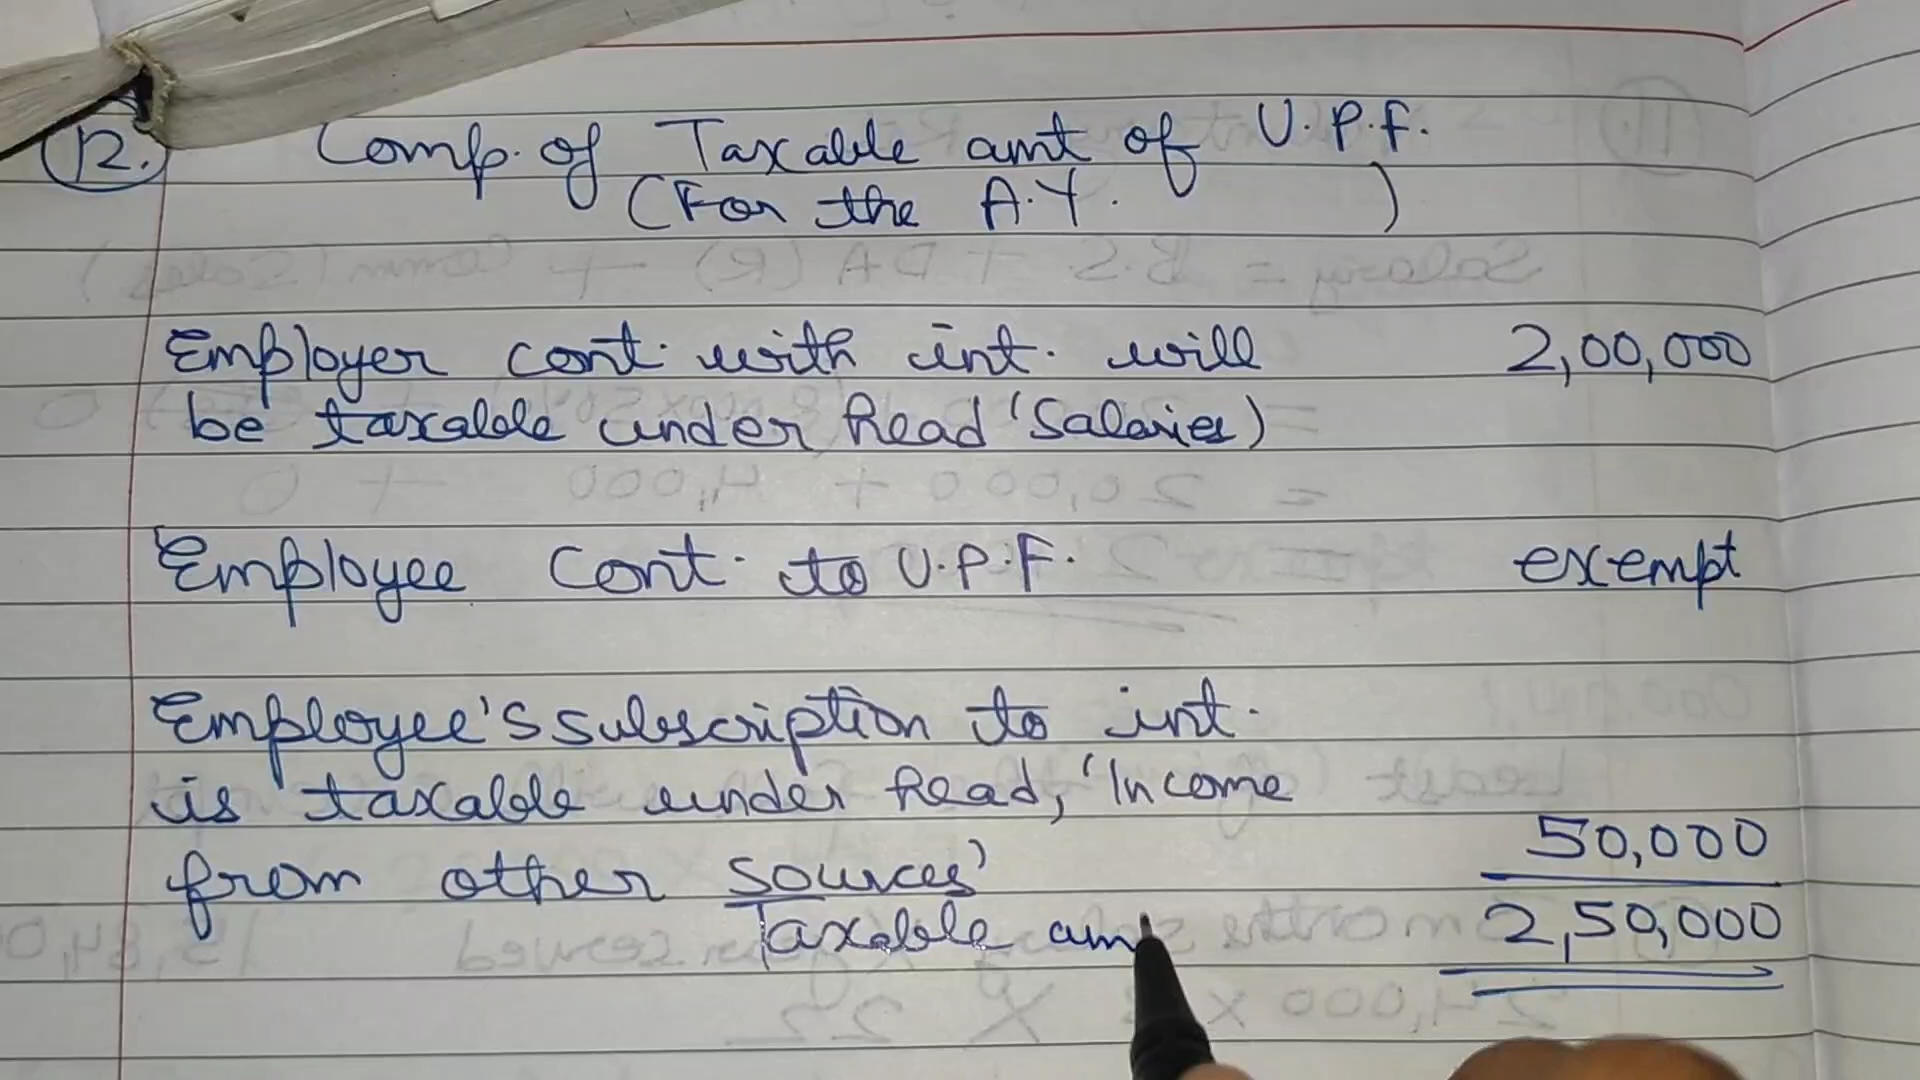 12. Comp. of Taxable amt of U.P.F.
(For the A.Y. )
Employer cont. with int. will 2,00,000
be taxable under head 'Salaries)
Employee Cont. to U.P.F. exempt
Employee's subscription to int.
is taxable under head, 'Income
from other sources' 50,000
Taxable am 2,50,000